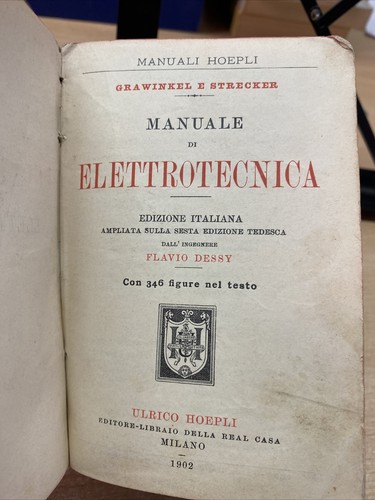 MANUALI HOEPLI
GRAWINKEL E STRECKER
MANUALE
DI
ELETTROTECNICA
EDIZIONE ITALIANA
AMPLIATA SULLA SESTA EDIZIONE TEDESCA
DALL' INGEGNERE
FLAVIO DESSY
Con 346 figure nel testo
ULRICO HOEPLI
EDITORE-LIBRAIO DELLA REAL CASA
MILANO
1902